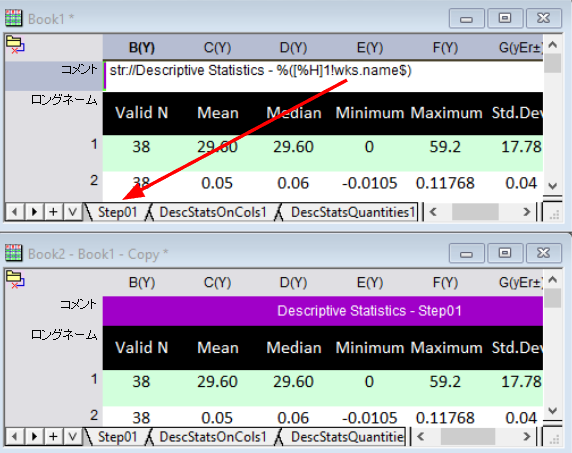 Book1 *
B(Y) C(Y) D(Y) E(Y) F(Y) G(yEr±)
コメント str://Descriptive Statistics - %([%H]1!wks.name$)
ロングネーム Valid N Mean Median Minimum Maximum Std.Dev
1 38 29.60 29.60 0 59.2 17.78
2 38 0.05 0.06 -0.0105 0.11768 0.04
Step01 DescStatsOnCols1 DescStatsQuantities1
Book2 - Book1 - Copy *
B(Y) C(Y) D(Y) E(Y) F(Y) G(yEr±)
コメント Descriptive Statistics - Step01
ロングネーム Valid N Mean Median Minimum Maximum Std.Dev
1 38 29.60 29.60 0 59.2 17.78
2 38 0.05 0.06 -0.0105 0.11768 0.04
Step01 DescStatsOnCols1 DescStatsQuantitie